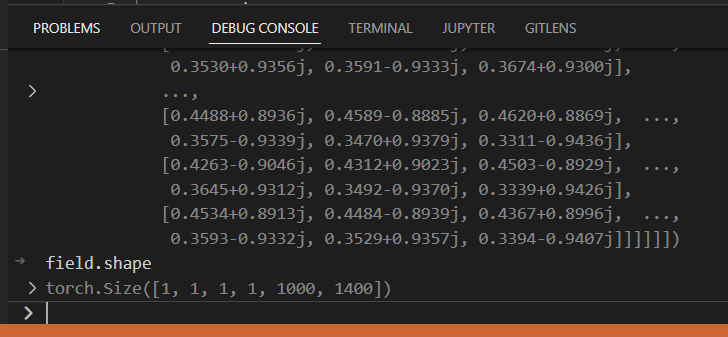 PROBLEMS OUTPUT DEBUG CONSOLE TERMINAL JUPYTER GITLENS
0.3530+0.9356j, 0.3591-0.9333j, 0.3674+0.9300j],
...,
[0.4488+0.8936j, 0.4589-0.8885j, 0.4620+0.8869j, ...,
0.3575-0.9339j, 0.3470+0.9379j, 0.3311-0.9436j],
[0.4263-0.9046j, 0.4312+0.9023j, 0.4503-0.8929j, ...,
0.3645+0.9312j, 0.3492-0.9370j, 0.3339+0.9426j],
[0.4534+0.8913j, 0.4484-0.8939j, 0.4367+0.8996j, ...,
0.3593-0.9332j, 0.3529+0.9357j, 0.3394-0.9407j]]]]]])
field.shape
torch.Size([1, 1, 1, 1, 1000, 1400])